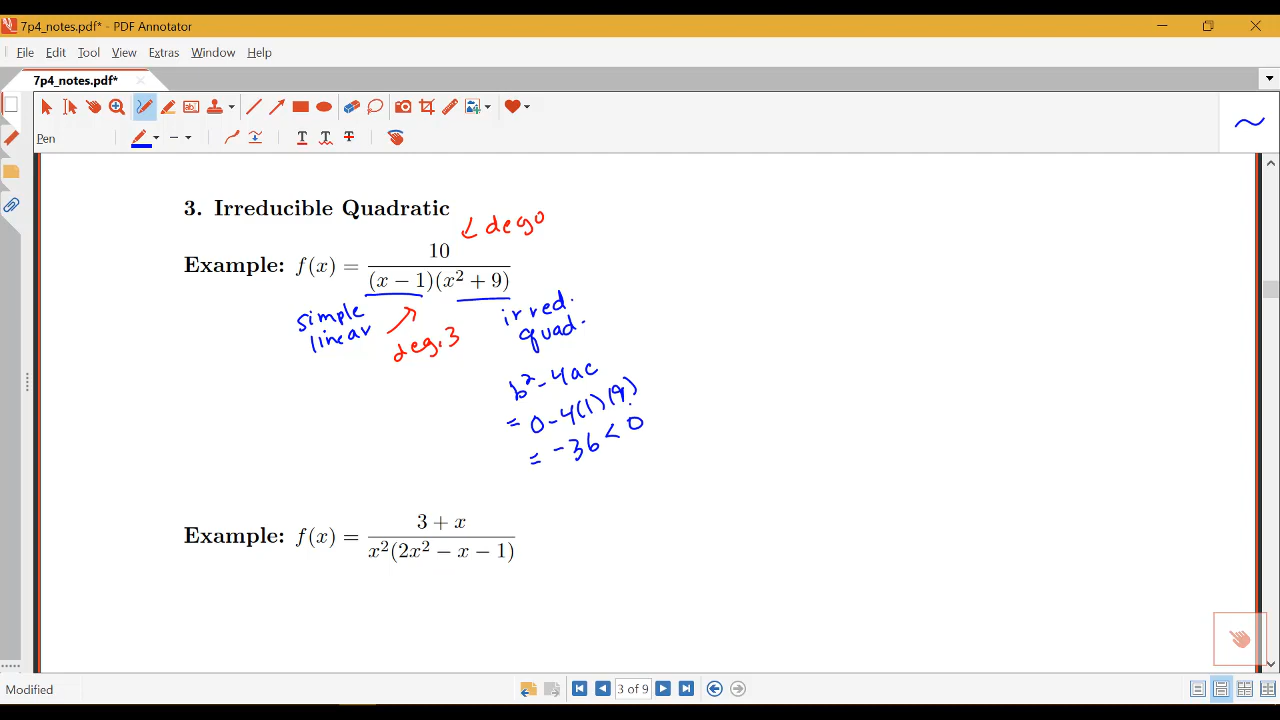 7p4_notes.pdf* - PDF Annotator
File Edit Tool View Extras Window Help
7p4_notes.pdf*
Pen
3. Irreducible Quadratic
deg 0
Example: f(x) = 10 / (x − 1)(x² + 9)
simple linear
deg. 3
irred. quad.
b² - 4ac
= 0 - 4(1)(9)
= -36 < 0
Example: f(x) = 3 + x / x²(2x² − x − 1)
Modified
3 of 9